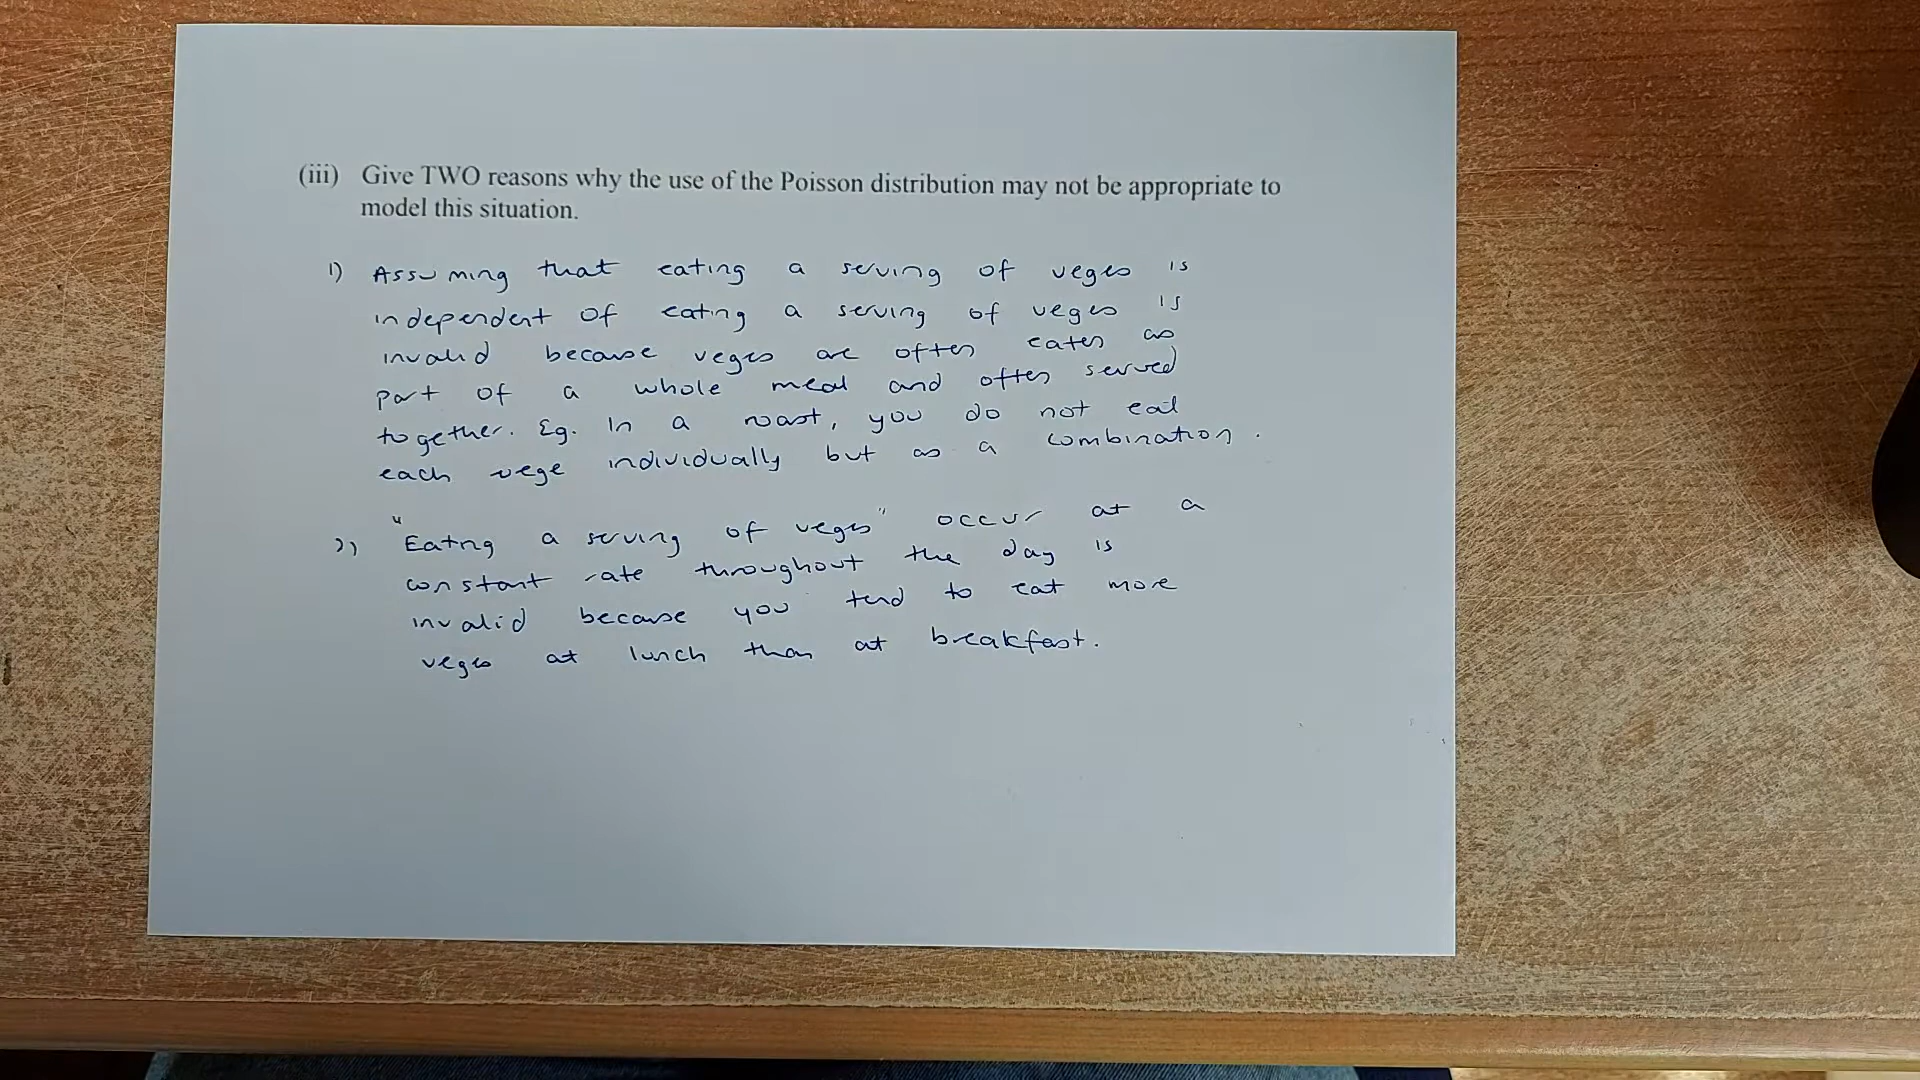 (iii) Give TWO reasons why the use of the Poisson distribution may not be appropriate to
model this situation.
1) Assuming that eating a serving of veges is
independent of eating a serving of veges is
invalid because veges are often eaten as
part of a whole meal and often served
together. Eg. In a roast, you do not eat
each vege individually but as a combination.
2) "Eating a serving of veges" occur at a
constant rate throughout the day is
invalid because you tend to eat more
veges at lunch than at breakfast.